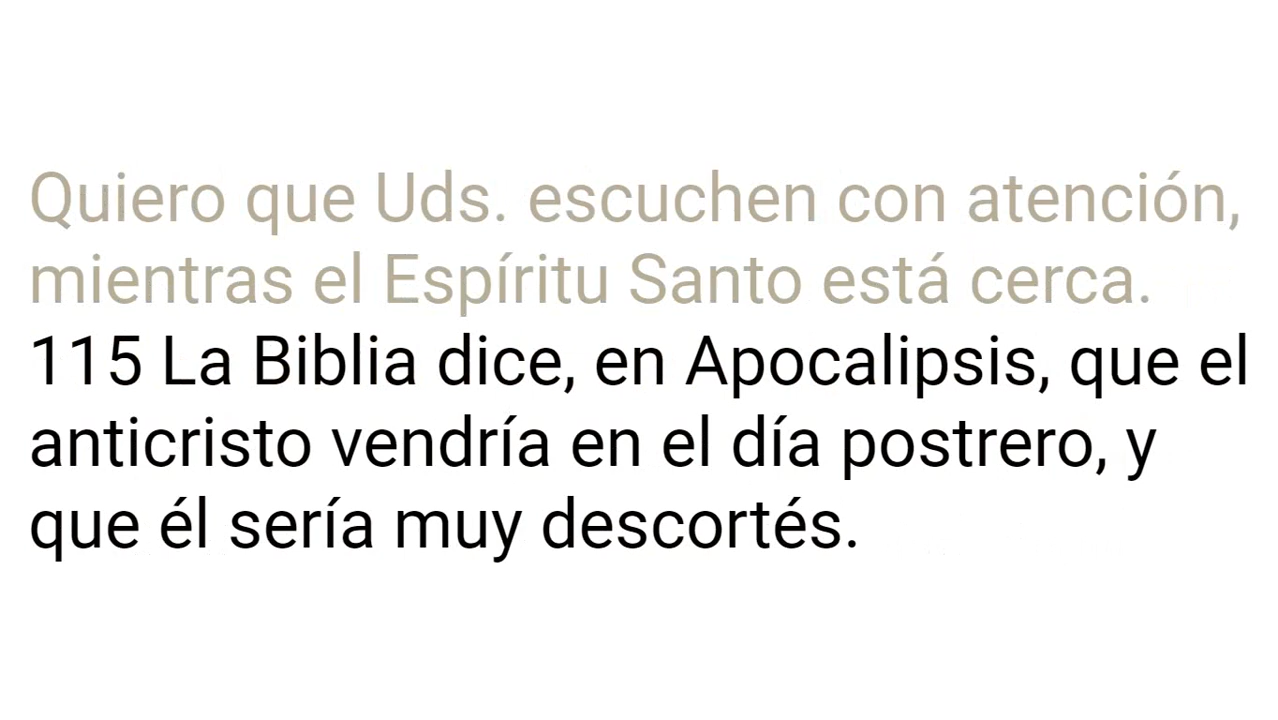 Quiero que Uds. escuchen con atención,
mientras el Espíritu Santo está cerca.
115 La Biblia dice, en Apocalipsis, que el
anticristo vendría en el día postrero, y
que él sería muy descortés.